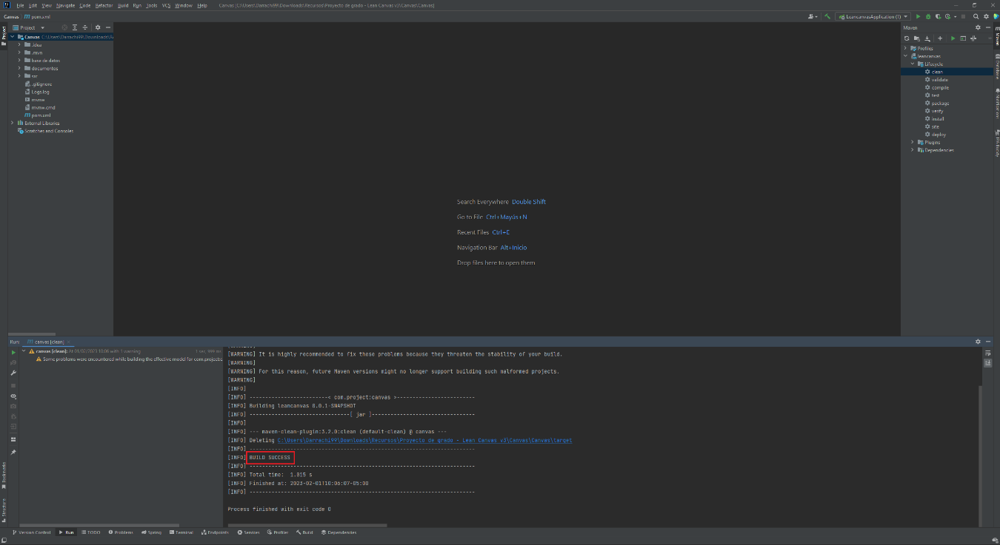 File Edit View Navigate Code Refactor Build Run Tools VCS Window Help Canvas [C:\Users\Darrachi99\Downloads\Recursos\Proyecto de grado - Lean Canvas v3\Canvas\Canvas]
Canvas pom.xml
LeancanvasApplication (1)
Project
Project
Canvas C:\Users\Darrachi99\Downloads\Re
.idea
.mvn
base de datos
documentos
src
.gitignore
Logs.log
mvnw
mvnw.cmd
pom.xml
External Libraries
Scratches and Consoles
Search Everywhere Double Shift
Go to File Ctrl+Mayús+N
Recent Files Ctrl+E
Navigation Bar Alt+Inicio
Drop files here to open them
Maven
Profiles
leancanvas
Lifecycle
clean
validate
compile
test
package
verify
install
site
deploy
Plugins
Dependencies
Maven
Database
Notifications
Run: canvas [clean]
canvas [clean]: At 01/02/2023 10:06 with 1 warning 1 sec, 999 ms
Some problems were encountered while building the effective model for com.project:c
[WARNING]
[WARNING] It is highly recommended to fix these problems because they threaten the stability of your build.
[WARNING]
[WARNING] For this reason, future Maven versions might no longer support building such malformed projects.
[WARNING]
[INFO]
[INFO] -------------------------< com.project:canvas >-------------------------
[INFO] Building leancanvas 0.0.1-SNAPSHOT
[INFO] --------------------------------[ jar ]---------------------------------
[INFO]
[INFO] --- maven-clean-plugin:3.2.0:clean (default-clean) @ canvas ---
[INFO] Deleting C:\Users\Darrachi99\Downloads\Recursos\Proyecto de grado - Lean Canvas v3\Canvas\Canvas\target
[INFO] ------------------------------------------------------------------------
[INFO] BUILD SUCCESS
[INFO] ------------------------------------------------------------------------
[INFO] Total time:  1.015 s
[INFO] Finished at: 2023-02-01T10:06:07-05:00
[INFO] ------------------------------------------------------------------------
Process finished with exit code 0
Bookmarks
Structure
Version Control Run TODO Problems Spring Terminal Endpoints Services Profiler Build Dependencies